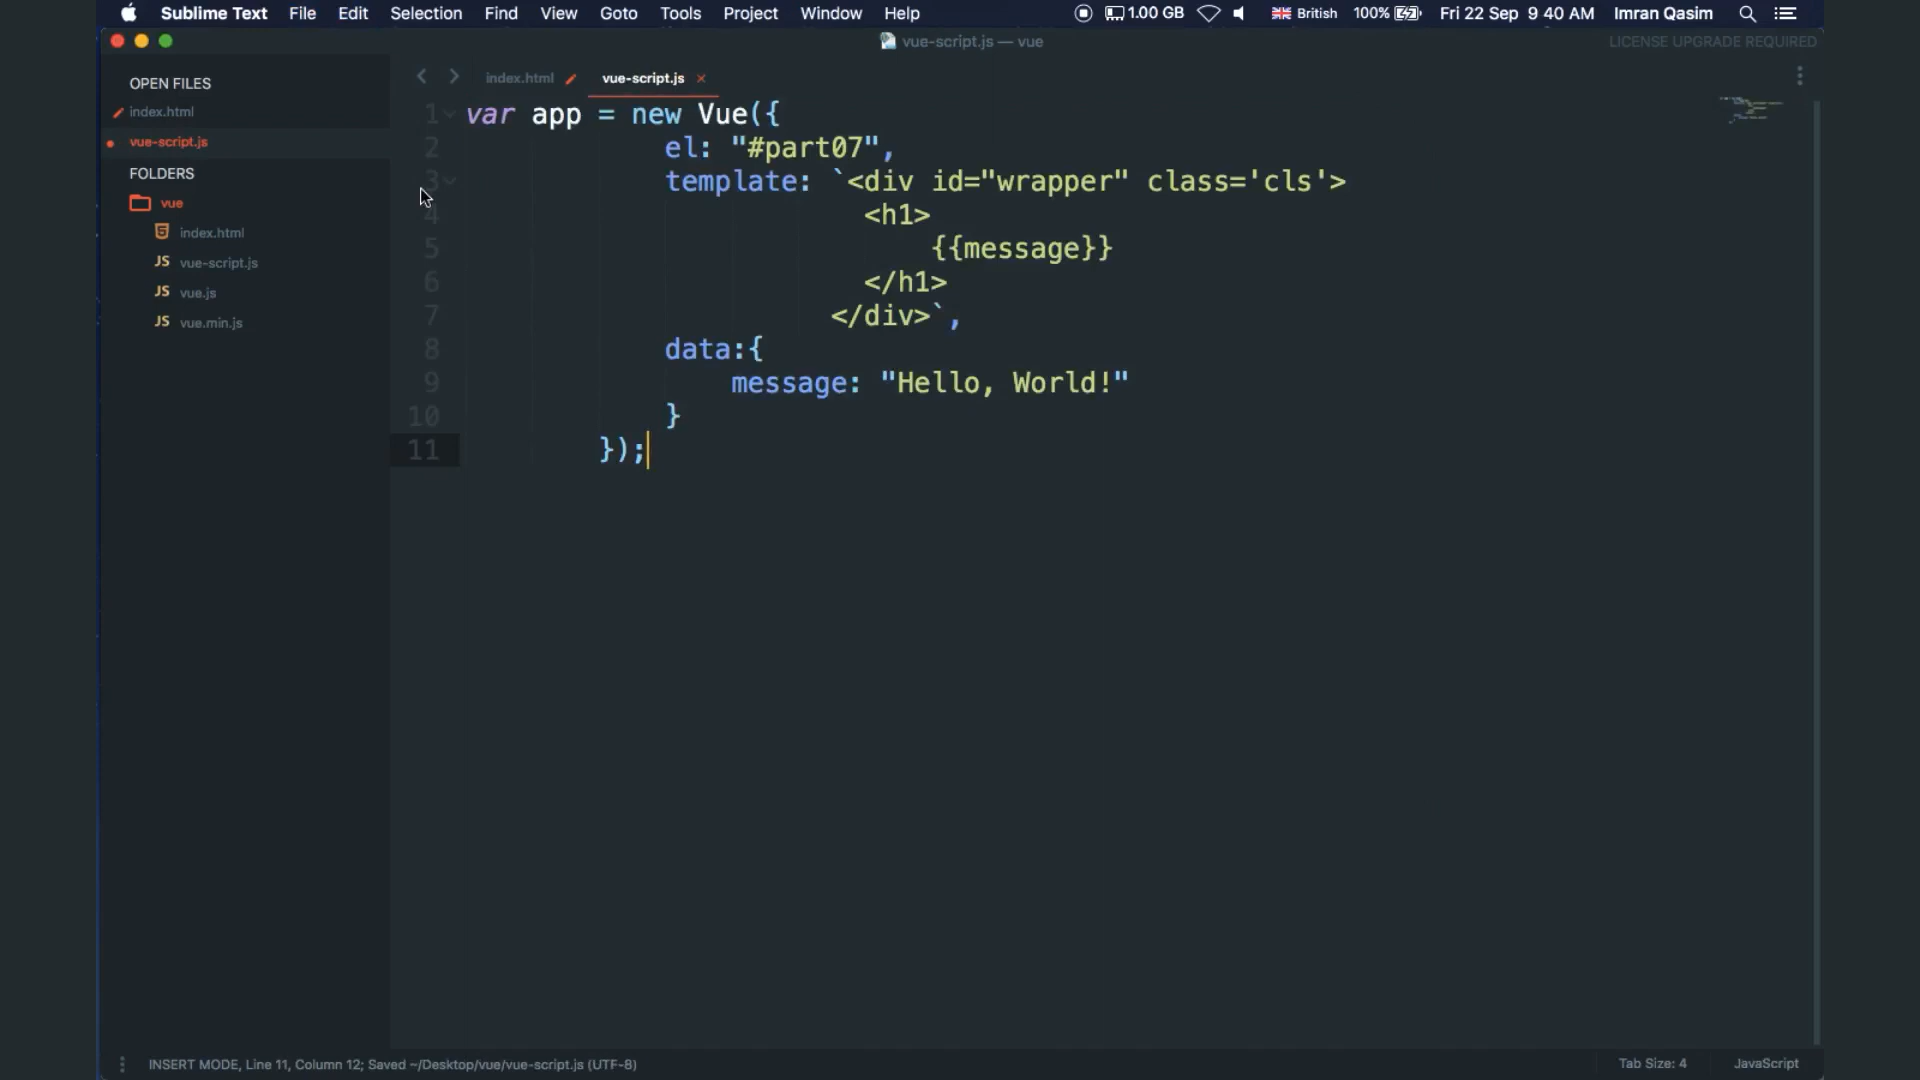 Sublime Text File Edit Selection Find View Goto Tools Project Window Help 1.00 GB British 100% Fri 22 Sep 9 40 AM Imran Qasim
vue-script.js — vue
LICENSE UPGRADE REQUIRED
OPEN FILES
index.html
vue-script.js
FOLDERS
vue
index.html
JS vue-script.js
JS vue.js
JS vue.min.js
index.html vue-script.js ×
1 var app = new Vue({
2 el: "#part07",
3 template: `<div id="wrapper" class='cls'>
4 <h1>
5 {{message}}
6 </h1>
7 </div>`,
8 data:{
9 message: "Hello, World!"
10 }
11 });
INSERT MODE, Line 11, Column 12; Saved ~/Desktop/vue/vue-script.js (UTF-8)
Tab Size: 4 JavaScript